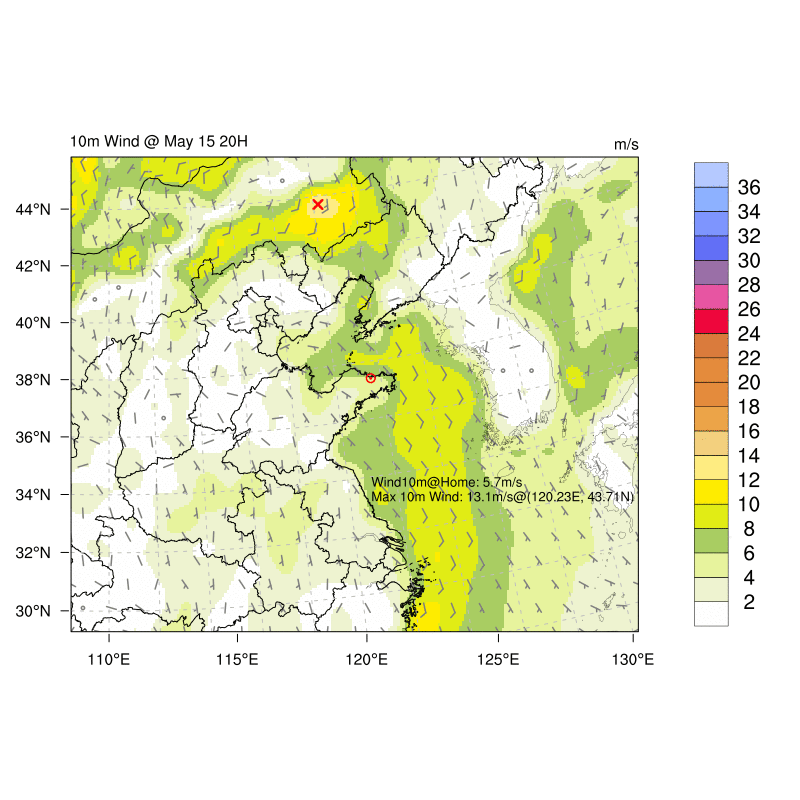 10m Wind @ May 15 20H
m/s
44°N
42°N
40°N
38°N
36°N
34°N
32°N
30°N
Wind10m@Home: 5.7m/s
Max 10m Wind: 13.1m/s@(120.23E, 43.71N)
110°E
115°E
120°E
125°E
130°E
36
34
32
30
28
26
24
22
20
18
16
14
12
10
8
6
4
2